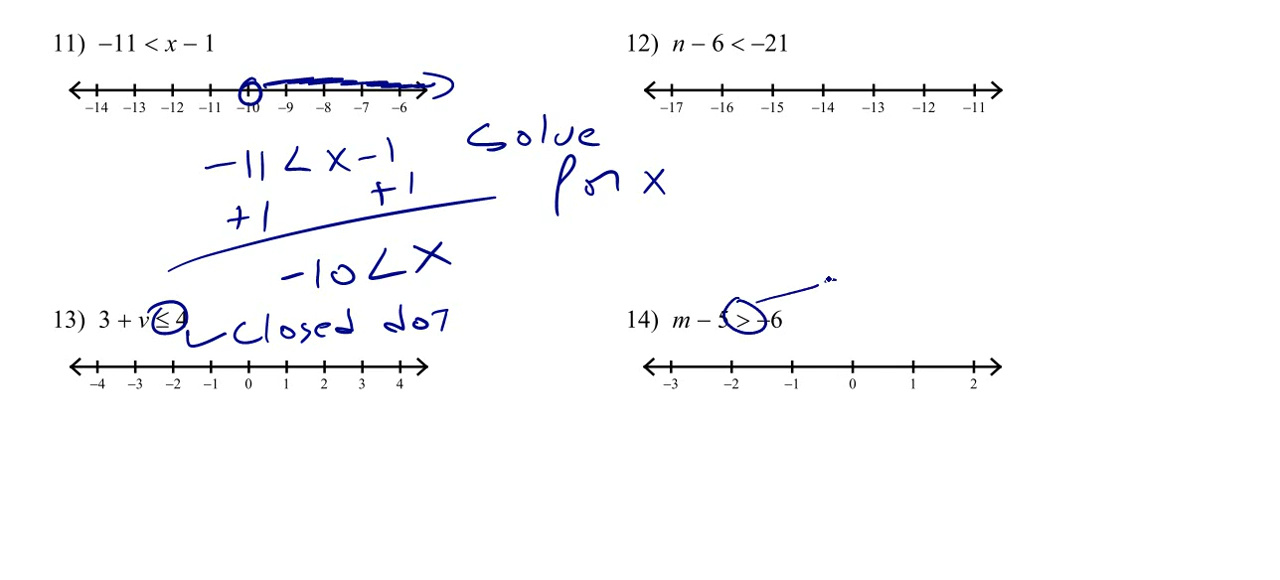 11) −11 < x − 1
12) n − 6 < −21
−14 −13 −12 −11 −10 −9 −8 −7 −6
−17 −16 −15 −14 −13 −12 −11
−11 < x − 1
+1 +1
solve
for x
−10 < x
13) 3 + v ≤ 4
closed dot
14) m − 5 > −6
−4 −3 −2 −1 0 1 2 3 4
−3 −2 −1 0 1 2